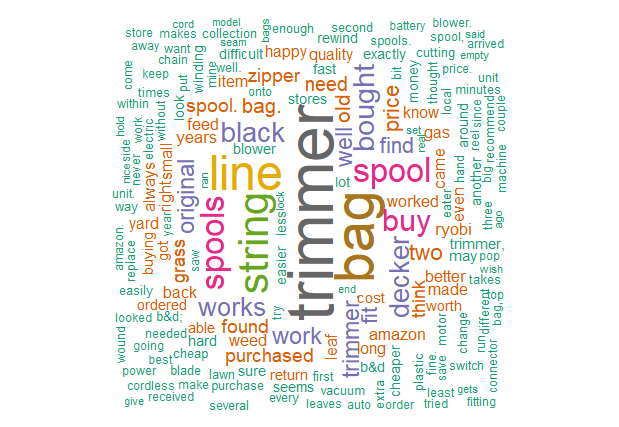 cord
model
bags
store
makes
collection
enough
second
battery
blower.
away
want
seam
rewind
spools.
spool,
said
chain
difficult
happy
quality
exactly
cutting
arrived
come
mine
winding
well.
zipper
fast
bit
money
thought
price.
empty
keep
put
item
need
unit
times
look
onto
stores
old
price
local
minutes
within
without
spool.
bag.
know
couple
hold
work.
electric
feed
years
black
blower
trimmer
well
bought
set
real
gas
around
reel
since
recommend
nice
side
never
always
right
small
ran
line
lot
find
came
hand
another
big
machine
unit.
original
spools
string
less
lock
bag
spool
worked
eater
even
three
ago
way
year
easier
buy
ryobi
yard
got
saw
decker
two
trimmer,
amazon.
replace
buying
grass
may
pop
easily
back
works
try
end
trimmer
fit
cost
think
better
made
wish
takes
ordered
worth
top
looked
b&d;
able
found
work
leaf
long
amazon
motor
change
run
different
bag,
wound
needed
hard
weed
going
purchased
b&d
cheaper
plastic
fine.
save
switch
connector
best
cheap
power
blade
lawn
sure
return
first
seems
extra
least
gets
cordless
make
purchase
vacuum
every
tried
fitting
give
received
several
leaves
auto
order